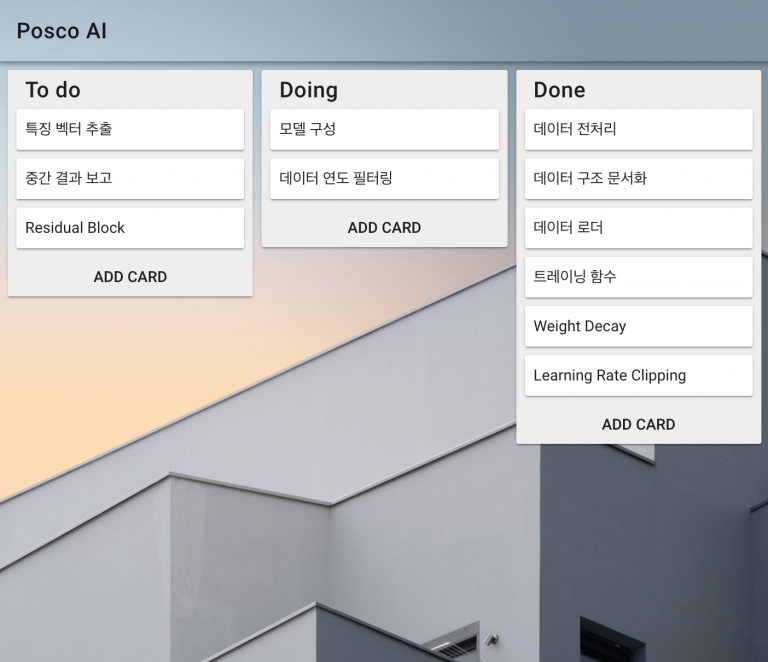 Posco AI
To do
특징 벡터 추출
중간 결과 보고
Residual Block
ADD CARD
Doing
모델 구성
데이터 연도 필터링
ADD CARD
Done
데이터 전처리
데이터 구조 문서화
데이터 로더
트레이닝 함수
Weight Decay
Learning Rate Clipping
ADD CARD